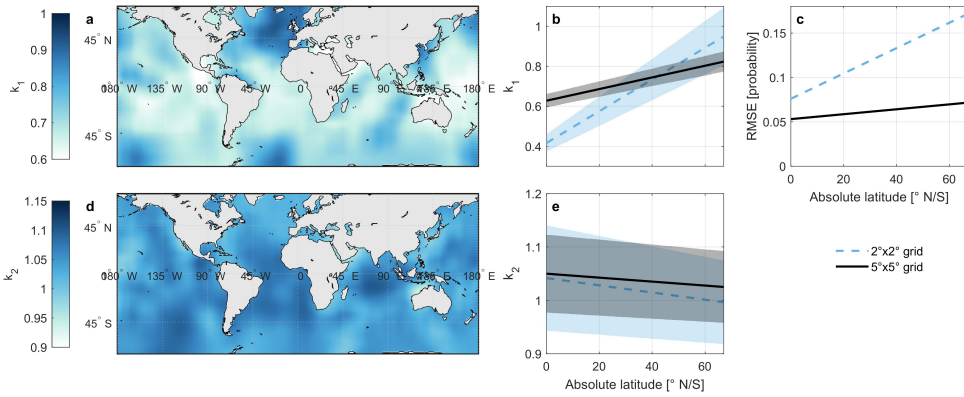 a
1
0.9
0.8
0.7
0.6
k1
45° N
0°
180° W
135° W
90° W
45° W
0°
45° E
90° E
135° E
180° E
45° S
b
1
0.8
0.6
0.4
k1
c
0.15
0.1
0.05
0
RMSE [probability]
0 20 40 60
Absolute latitude [° N/S]
d
1.15
1.1
1.05
1
0.95
0.9
k2
45° N
0°
180° W
135° W
90° W
45° W
0°
45° E
90° E
135° E
180° E
45° S
e
1.2
1.1
1
0.9
k2
0 20 40 60
Absolute latitude [° N/S]
2°x2° grid
5°x5° grid